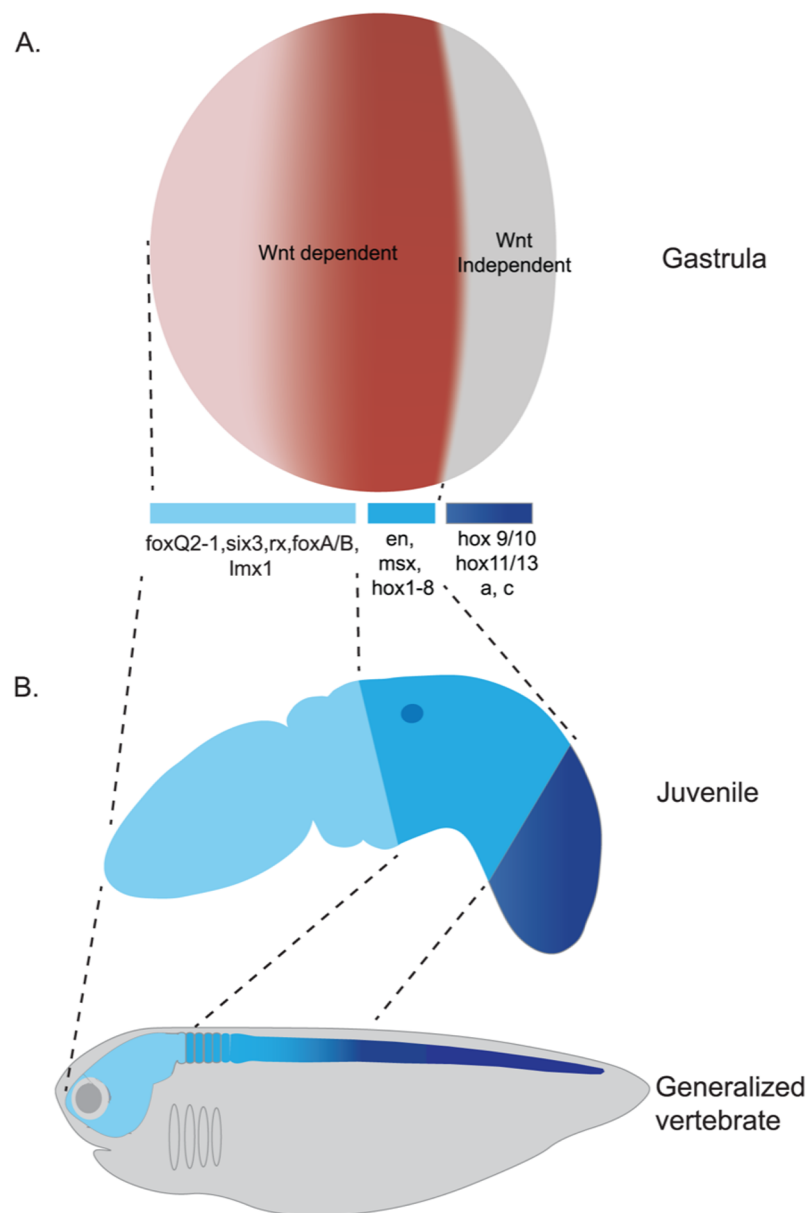 A.
Wnt dependent
Wnt
Independent
Gastrula
foxQ2-1,six3,rx,foxA/B,
lmx1
en,
msx,
hox1-8
hox 9/10
hox11/13
a, c
B.
Juvenile
Generalized
vertebrate